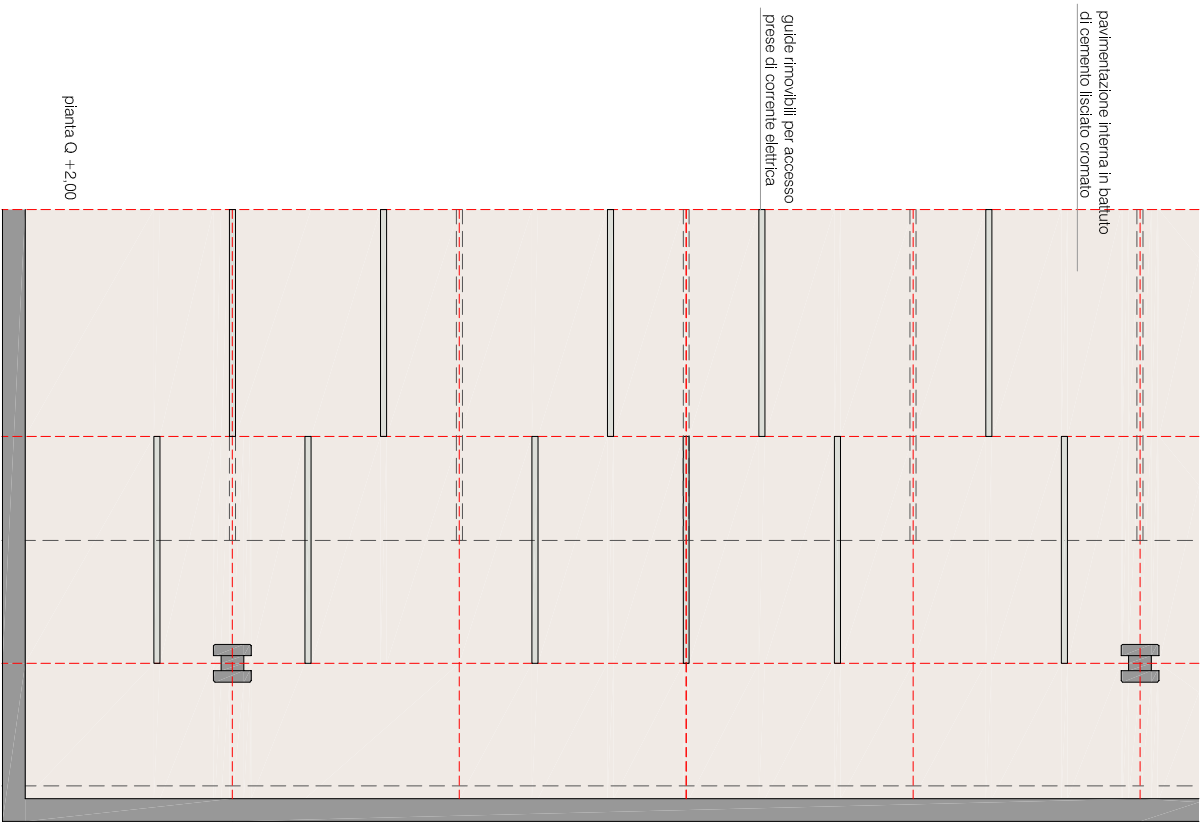 pianta Q +2,00
guide rimovibili per accesso
prese di corrente elettrica
pavimentazione interna in battuto
di cemento lisciato cromato